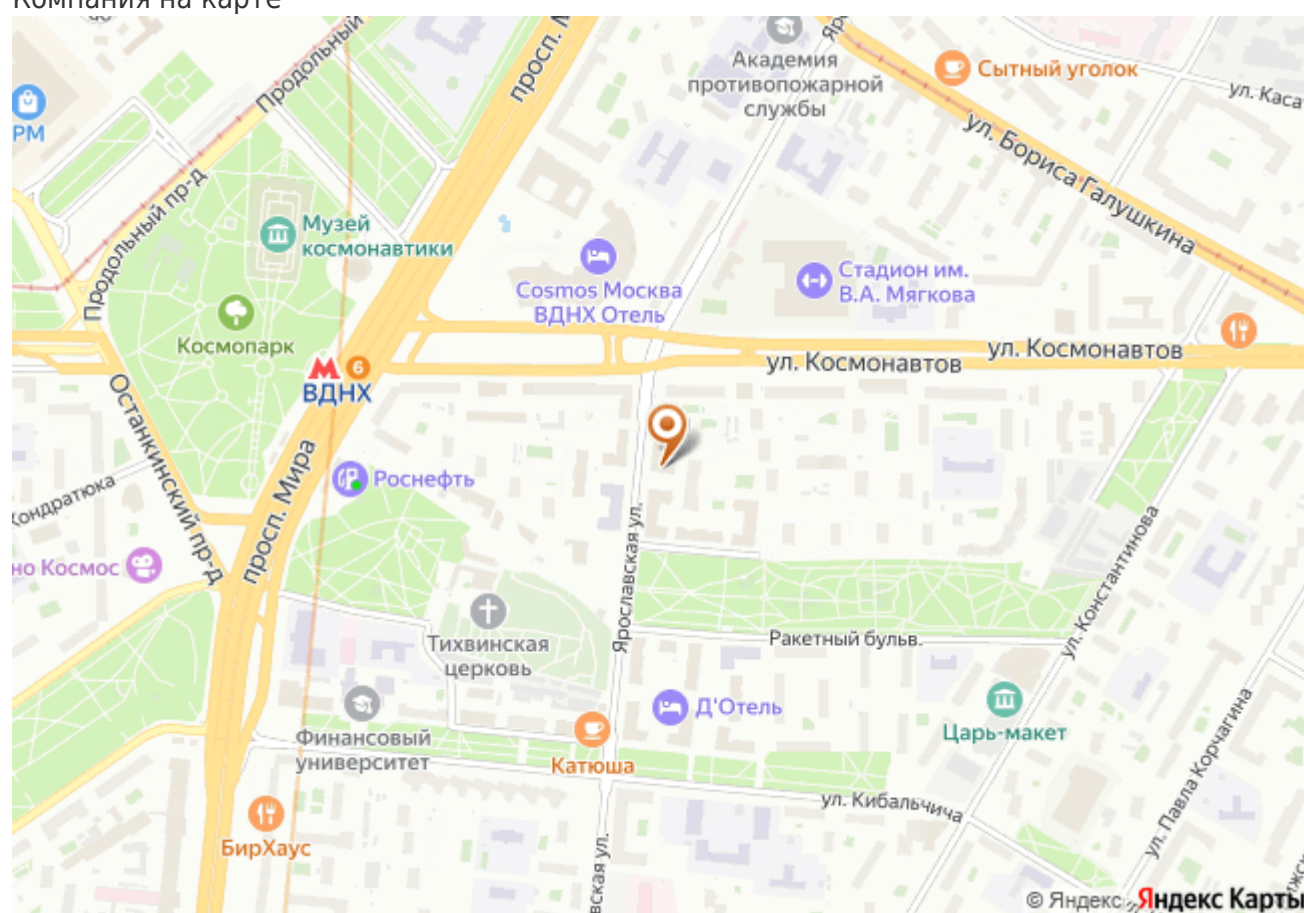 Компания на карте
Продольный
просп. М
Академия
противопожарной
службы
Сытный уголок
ул. Каса
РМ
ул. Бориса Галушкина
Продольный пр-д
Музей
космонавтики
Cosmos Москва
ВДНХ Отель
Стадион им.
В.А. Мягкова
Продольный пр-д
Космопарк
6
ВДНХ
ул. Космонавтов
ул. Космонавтов
Останкинский пр-д
просп. Мира
Роснефть
Кондратюка
но Космос
Ярославская ул.
ул. Константинова
Тихвинская
церковь
Ракетный бульв.
Д'Отель
Царь-макет
Финансовый
университет
Катюша
ул. Павла Корчагина
ул. Кибальчича
БирХаус
вская ул.
© Яндекс Яндекс Карты